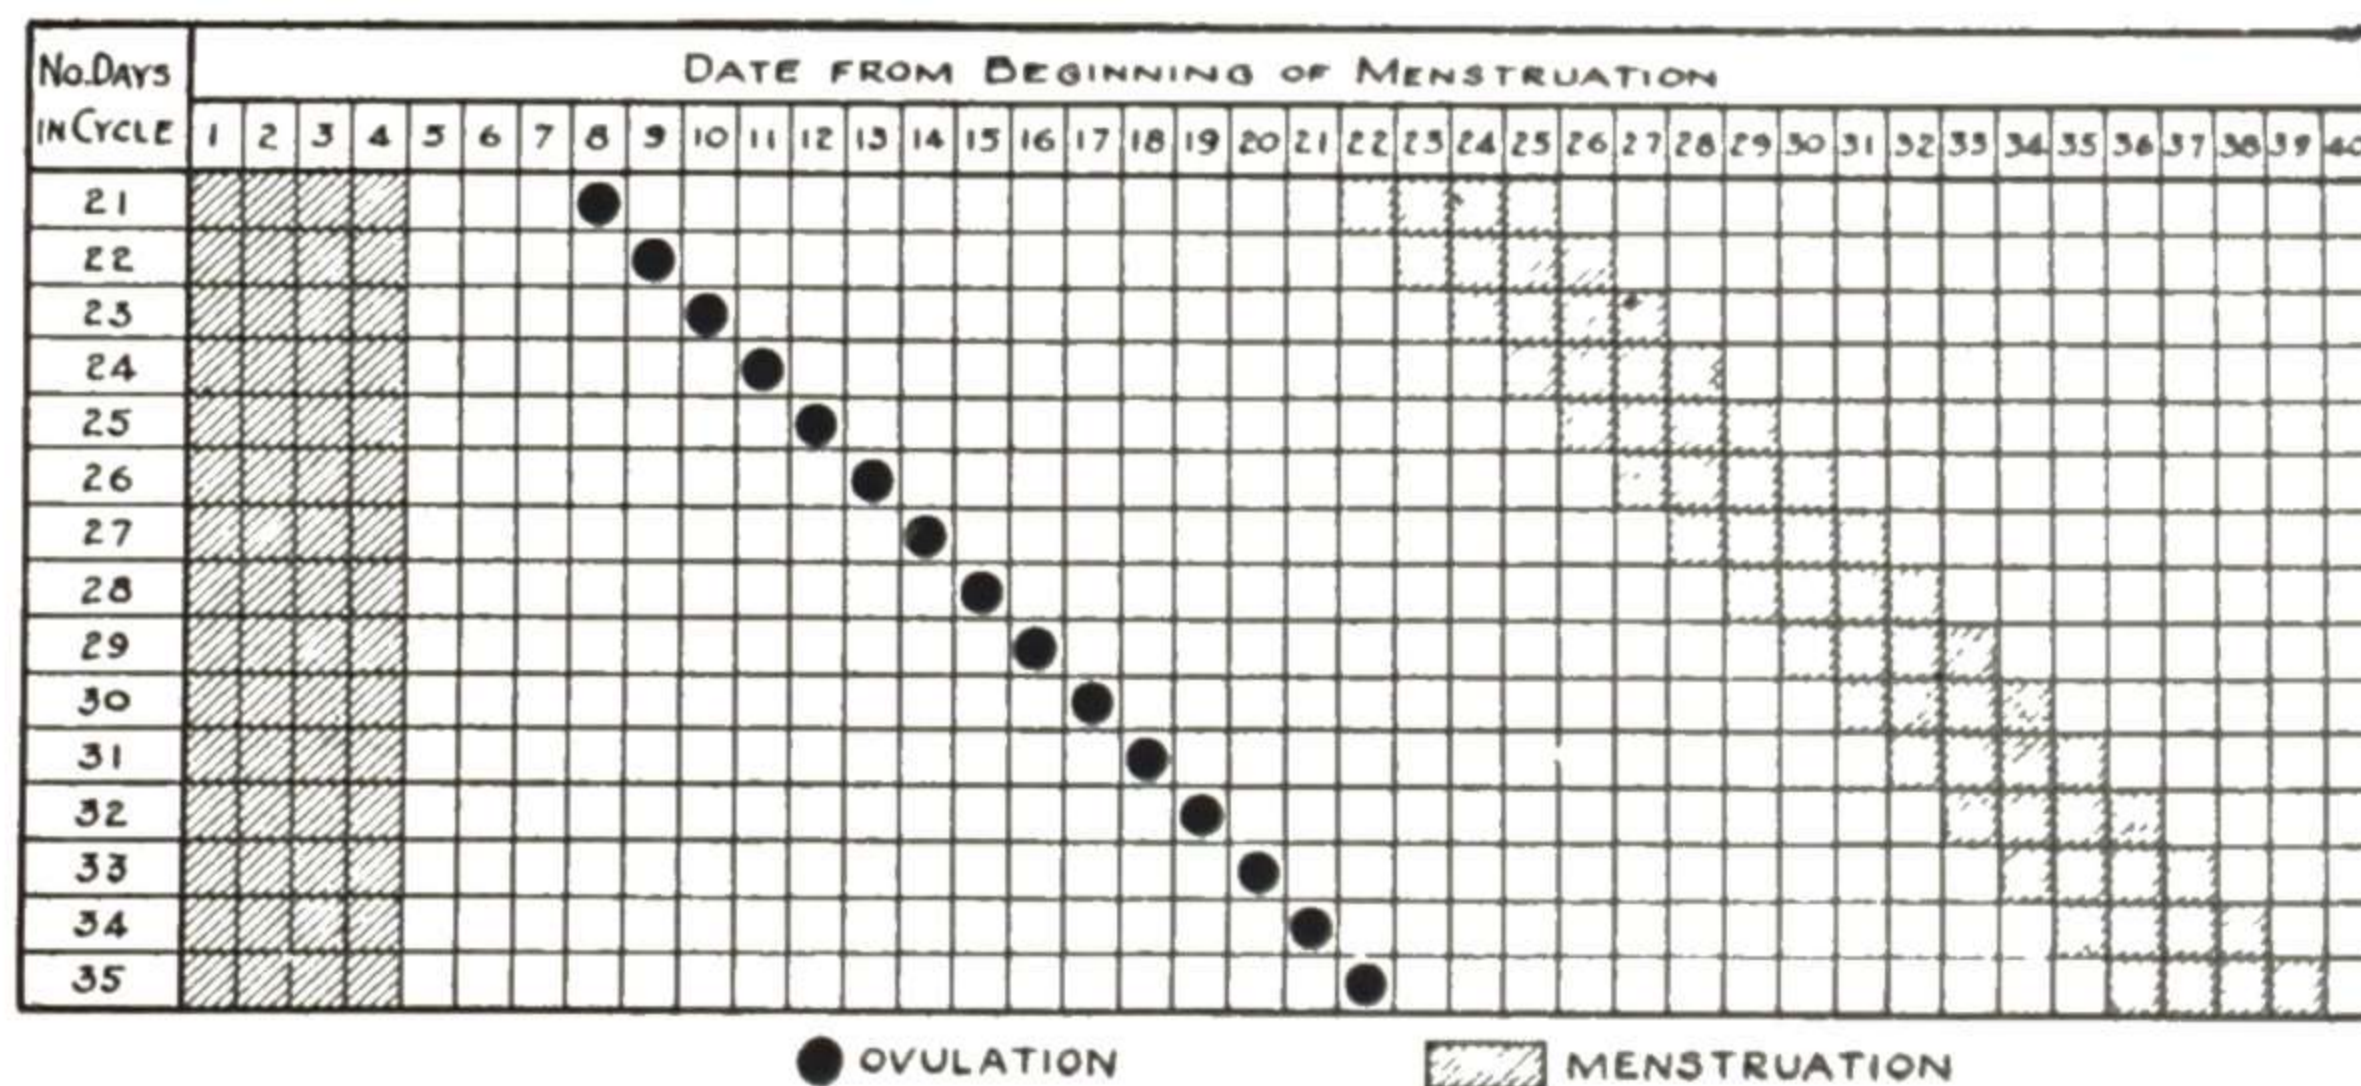 No. DAYS
IN CYCLE
DATE FROM BEGINNING OF MENSTRUATION
1 2 3 4 5 6 7 8 9 10 11 12 13 14 15 16 17 18 19 20 21 22 23 24 25 26 27 28 29 30 31 32 33 34 35 36 37 38 39 40
21
22
23
24
25
26
27
28
29
30
31
32
33
34
35
OVULATION
MENSTRUATION